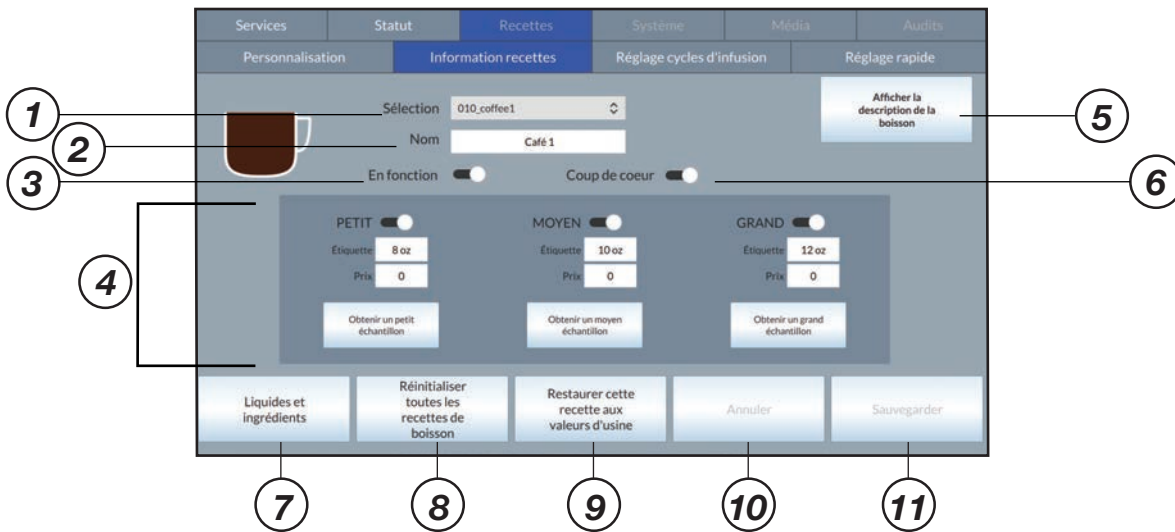 Services Statut Recettes Système Média Audits
Personnalisation Information recettes Réglage cycles d'infusion Réglage rapide
Afficher la
description de la
boisson
1 Sélection 010_coffee1 5
2 Nom Café 1
3 En fonction Coup de coeur 6
4
PETIT MOYEN GRAND
Étiquette 8 oz Étiquette 10 oz Étiquette 12 oz
Prix 0 Prix 0 Prix 0
Obtenir un petit
échantillon
Obtenir un moyen
échantillon
Obtenir un grand
échantillon
Liquides et
ingrédients
Réinitialiser
toutes les
recettes de
boisson
Restaurer cette
recette aux
valeurs d'usine
Annuler
Sauvegarder
7 8 9 10 11